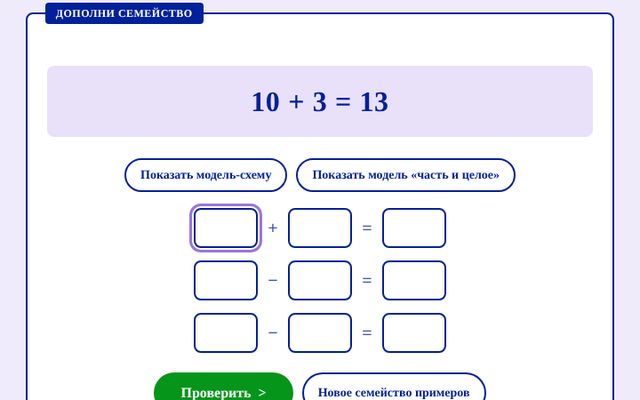 ДОПОЛНИ СЕМЕЙСТВО
10 + 3 = 13
Показать модель-схему Показать модель «часть и целое»
+ =
− =
− =
Проверить > Новое семейство примеров